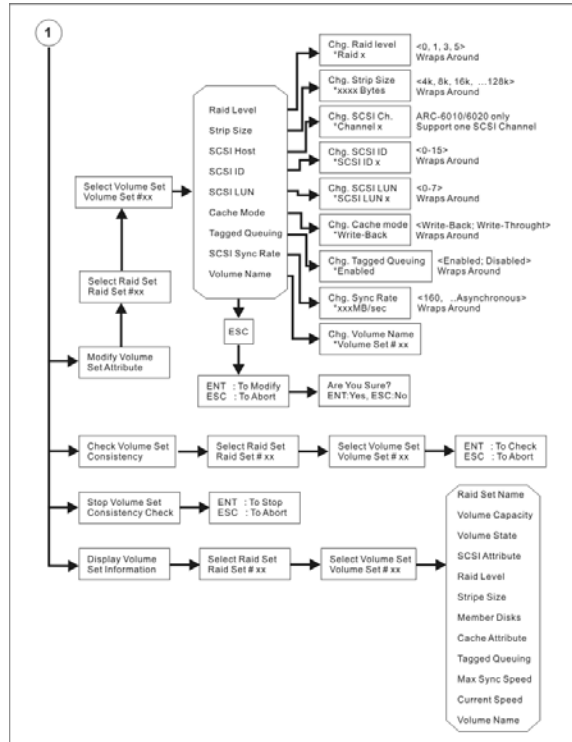 1
Chg. Raid level
*Raid x
<0, 1, 3, 5>
Wraps Around
Chg. Strip Size
*xxxx Bytes
<4k, 8k, 16k, ...128k>
Wraps Around
Chg. SCSI Ch.
*Channel x
ARC-6010/6020 only
Support one SCSI Channel
Chg. SCSI ID
*SCSI ID x
<0-15>
Wraps Around
Chg. SCSI LUN
*SCSI LUN x
<0-7>
Wraps Around
Chg. Cache mode
*Write-Back
<Write-Back; Write-Throught>
Wraps Around
Chg. Tagged Queuing
*Enabled
<Enabled; Disabled>
Wraps Around
Chg. Sync Rate
*xxxMB/sec
<160, ..Asynchronous>
Wraps Around
Chg. Volume Name
*Volume Set # xx
Raid Level
Strip Size
SCSI Host
SCSI ID
SCSI LUN
Cache Mode
Tagged Queuing
SCSI Sync Rate
Volume Name
Select Volume Set
Volume Set #xx
Select Raid Set
Raid Set #xx
Modify Volume
Set Attribute
ESC
ENT : To Modify
ESC : To Abort
Are You Sure?
ENT:Yes, ESC:No
Check Volume Set
Consistency
Select Raid Set
Raid Set # xx
Select Volume Set
Volume Set # xx
ENT : To Check
ESC : To Abort
Stop Volume Set
Consistency Check
ENT : To Stop
ESC : To Abort
Display Volume
Set Information
Select Raid Set
Raid Set # xx
Select Volume Set
Volume Set # xx
Raid Set Name
Volume Capacity
Volume State
SCSI Attribute
Raid Level
Stripe Size
Member Disks
Cache Attribute
Tagged Queuing
Max Sync Speed
Current Speed
Volume Name